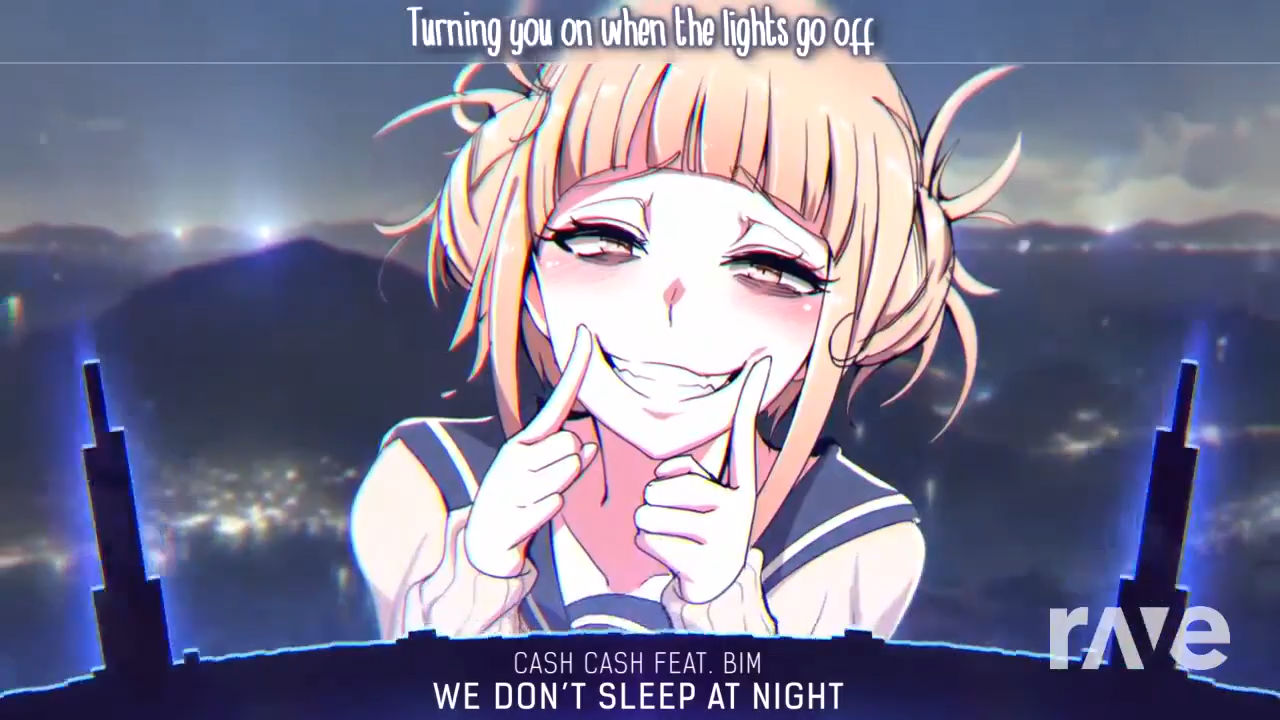 Turning you on when the lights go off
CASH CASH FEAT. BIM
WE DON'T SLEEP AT NIGHT
rave